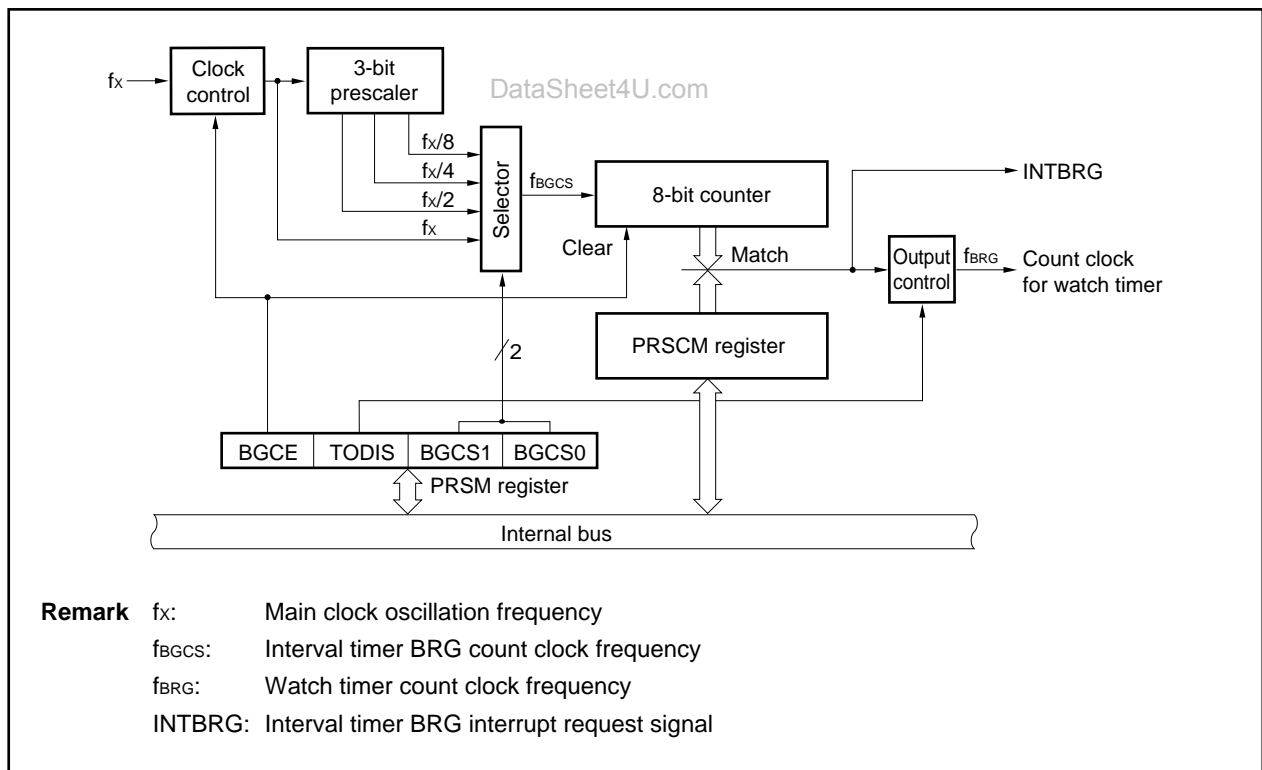 fX
Clock
control
3-bit
prescaler
DataSheet4U.com
fX/8
fX/4
fX/2
fX
Selector
fBGCS
8-bit counter
Clear
Match
INTBRG
Output
control
fBRG
Count clock
for watch timer
PRSCM register
2
BGCE TODIS BGCS1 BGCS0
PRSM register
Internal bus
Remark fX: Main clock oscillation frequency
fBGCS: Interval timer BRG count clock frequency
fBRG: Watch timer count clock frequency
INTBRG: Interval timer BRG interrupt request signal